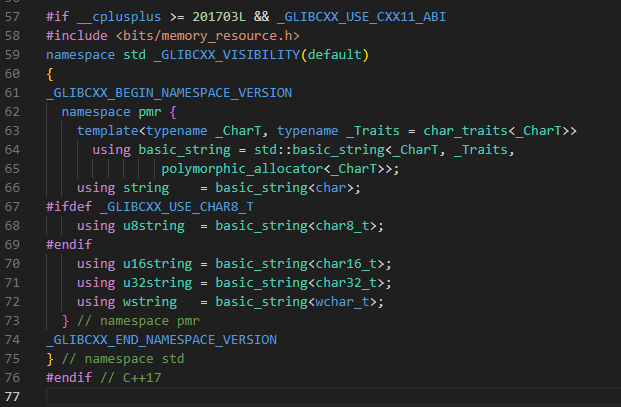 57 #if __cplusplus >= 201703L && _GLIBCXX_USE_CXX11_ABI
58 #include <bits/memory_resource.h>
59 namespace std _GLIBCXX_VISIBILITY(default)
60 {
61 _GLIBCXX_BEGIN_NAMESPACE_VERSION
62   namespace pmr {
63     template<typename _CharT, typename _Traits = char_traits<_CharT>>
64       using basic_string = std::basic_string<_CharT, _Traits,
65               polymorphic_allocator<_CharT>>;
66     using string    = basic_string<char>;
67 #ifdef _GLIBCXX_USE_CHAR8_T
68     using u8string  = basic_string<char8_t>;
69 #endif
70     using u16string = basic_string<char16_t>;
71     using u32string = basic_string<char32_t>;
72     using wstring   = basic_string<wchar_t>;
73   } // namespace pmr
74 _GLIBCXX_END_NAMESPACE_VERSION
75 } // namespace std
76 #endif // C++17
77